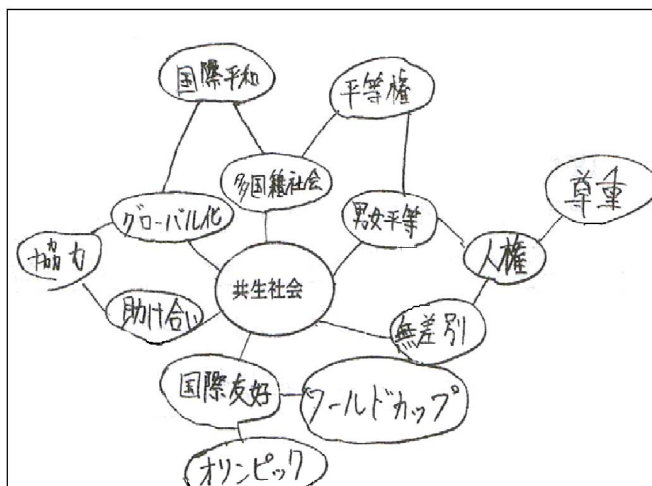 国際平和
平等権
多国籍社会
尊重
グローバル化
男女平等
協力
人権
共生社会
助け合い
無差別
国際友好
ワールドカップ
オリンピック